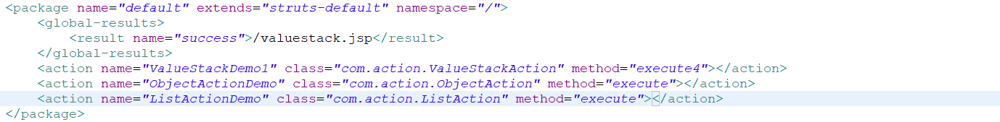 <package name="default" extends="struts-default" namespace="/">
<global-results>
<result name="success">/valuestack.jsp</result>
</global-results>
<action name="ValueStackDemo1" class="com.action.ValueStackAction" method="execute4"></action>
<action name="ObjectActionDemo" class="com.action.ObjectAction" method="execute"></action>
<action name="ListActionDemo" class="com.action.ListAction" method="execute"></action>
</package>